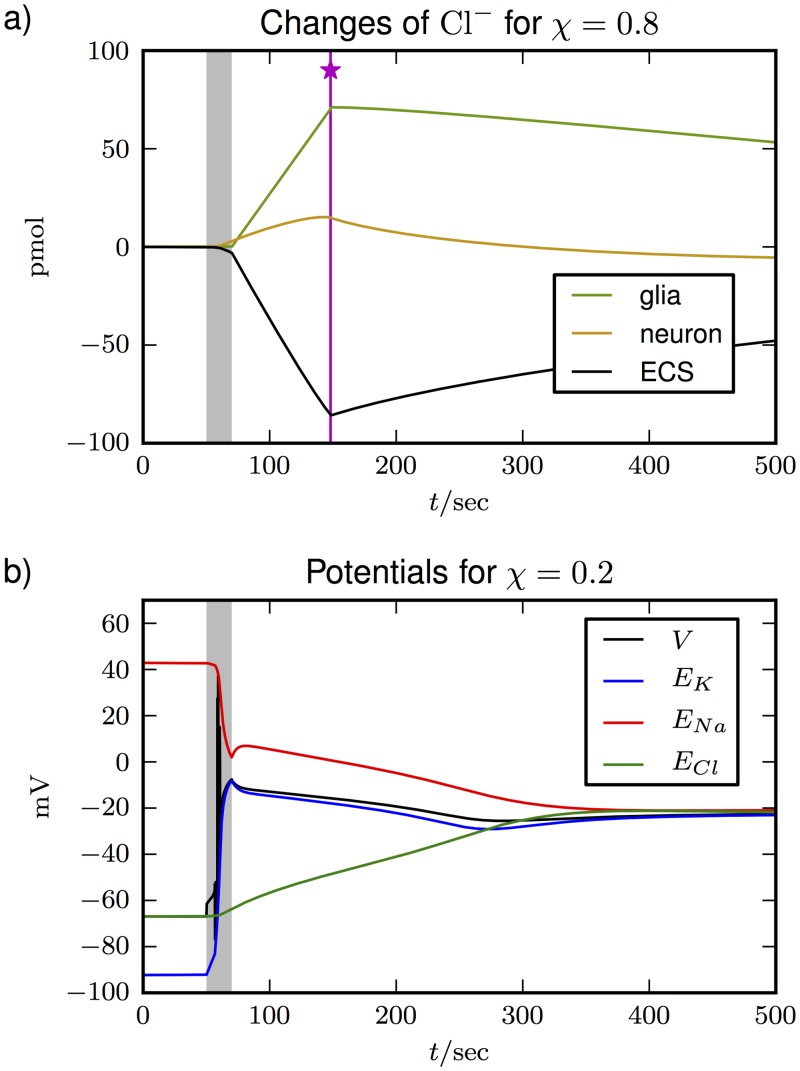 a)
Changes of Cl⁻ for χ = 0.8
100
50
0
−50
−100
pmol
glia
neuron
ECS
0 100 200 300 400 500
t/sec
b)
Potentials for χ = 0.2
60
40
20
0
−20
−40
−60
−80
−100
mV
V
E_K
E_Na
E_Cl
0 100 200 300 400 500
t/sec